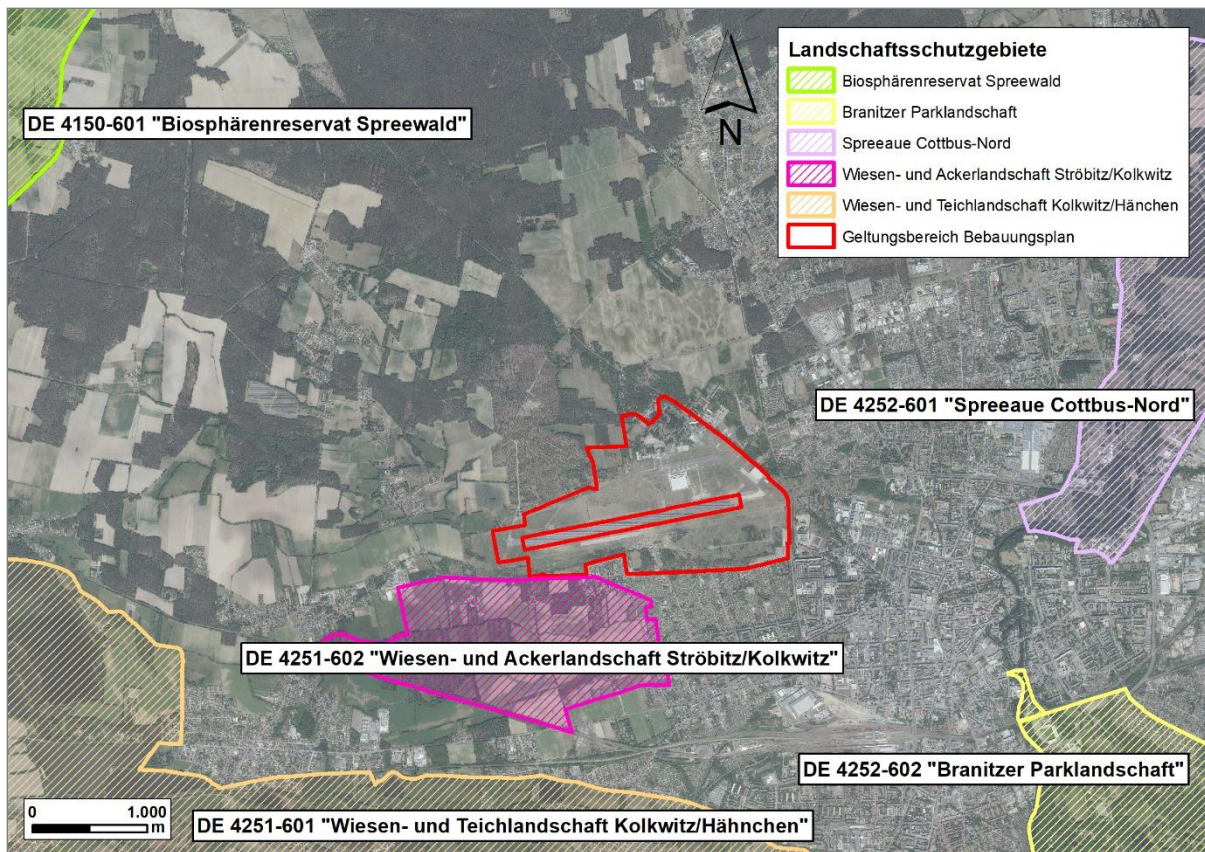 Landschaftsschutzgebiete
Biosphärenreservat Spreewald
Branitzer Parklandschaft
Spreeaue Cottbus-Nord
Wiesen- und Ackerlandschaft Ströbitz/Kolkwitz
Wiesen- und Teichlandschaft Kolkwitz/Hänchen
Geltungsbereich Bebauungsplan
N
DE 4150-601 "Biosphärenreservat Spreewald"
DE 4252-601 "Spreeaue Cottbus-Nord"
DE 4251-602 "Wiesen- und Ackerlandschaft Ströbitz/Kolkwitz"
DE 4252-602 "Branitzer Parklandschaft"
DE 4251-601 "Wiesen- und Teichlandschaft Kolkwitz/Hähnchen"
0 1.000
m